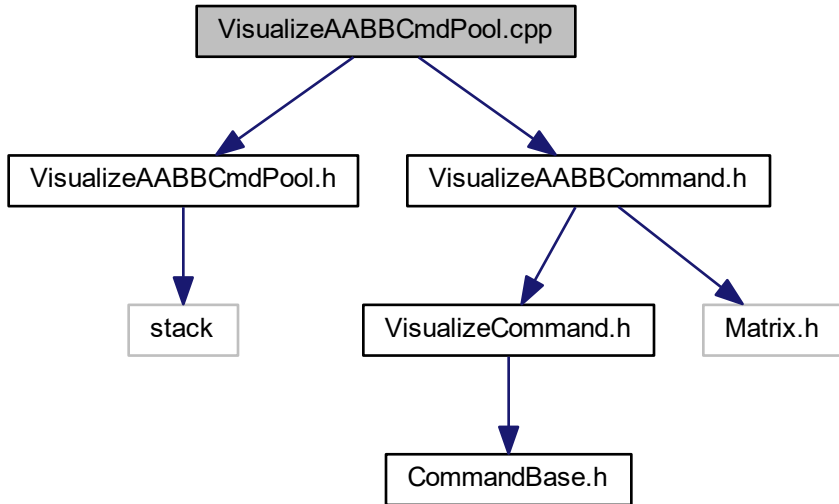 VisualizeAABBCmdPool.cpp
VisualizeAABBCmdPool.h
VisualizeAABBCommand.h
stack
VisualizeCommand.h
Matrix.h
CommandBase.h